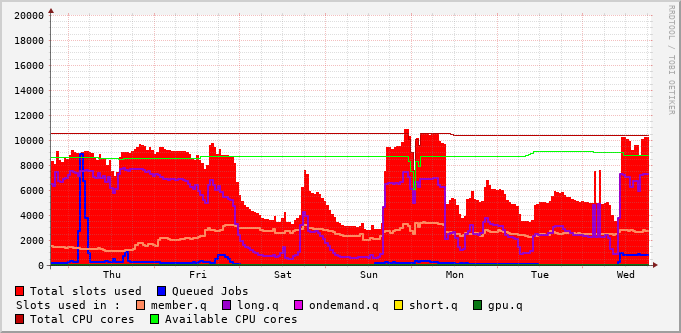 20000
18000
16000
14000
12000
10000
8000
6000
4000
2000
0
Thu Fri Sat Sun Mon Tue Wed
Total slots used Queued Jobs
Slots used in : member.q long.q ondemand.q short.q gpu.q
Total CPU cores Available CPU cores
RRDTOOL / TOBI OETIKER